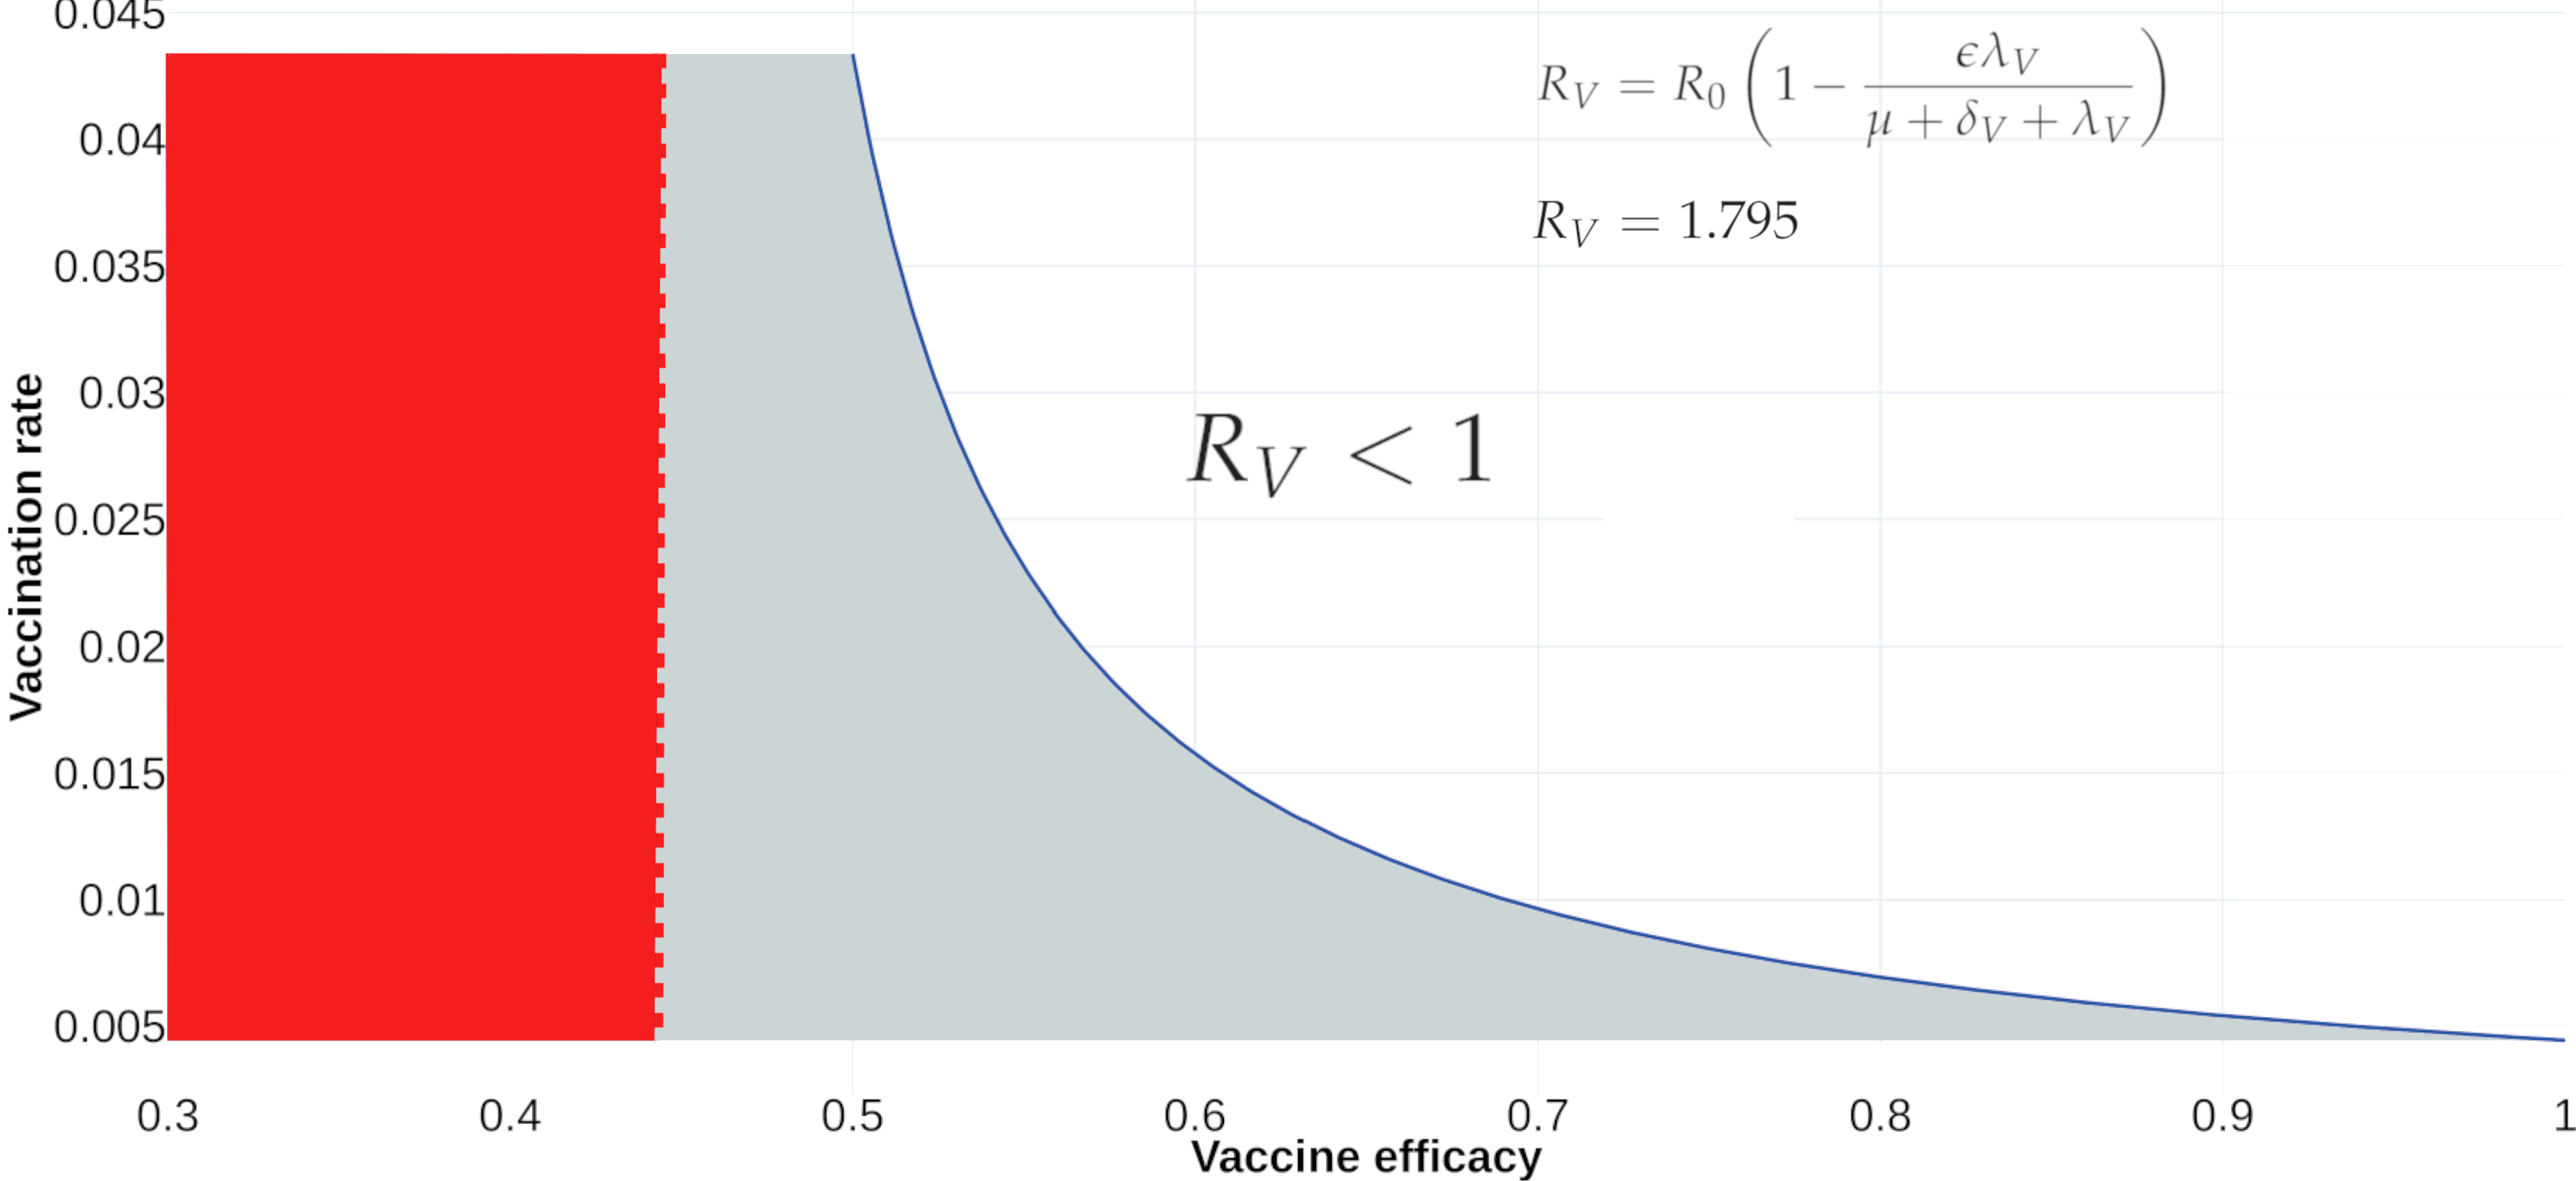 0.045
R_V = R_0 (1 − ϵλ_V / (μ + δ_V + λ_V))
0.04
R_V = 1.795
0.035
0.03
R_V < 1
0.025
0.02
0.015
0.01
0.005
Vaccination rate
0.3 0.4 0.5 0.6 0.7 0.8 0.9 1
Vaccine efficacy